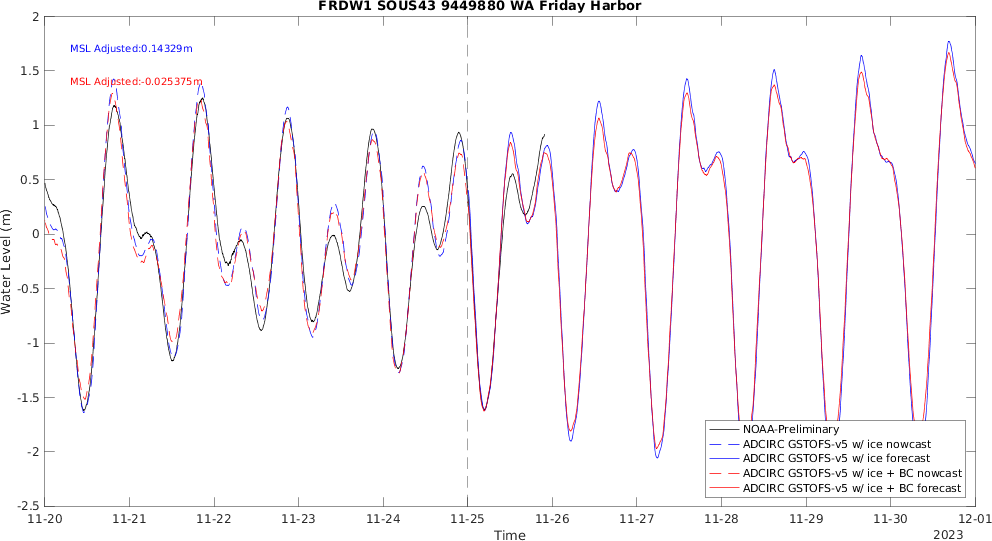 FRDW1 SOUS43 9449880 WA Friday Harbor
MSL Adjusted:0.14329m
MSL Adjusted:-0.025375m
Water Level (m)
2
1.5
1
0.5
0
-0.5
-1
-1.5
-2
-2.5
NOAA-Preliminary
ADCIRC GSTOFS-v5 w/ ice nowcast
ADCIRC GSTOFS-v5 w/ ice forecast
ADCIRC GSTOFS-v5 w/ ice + BC nowcast
ADCIRC GSTOFS-v5 w/ ice + BC forecast
11-20 11-21 11-22 11-23 11-24 11-25 11-26 11-27 11-28 11-29 11-30 12-01
Time
2023